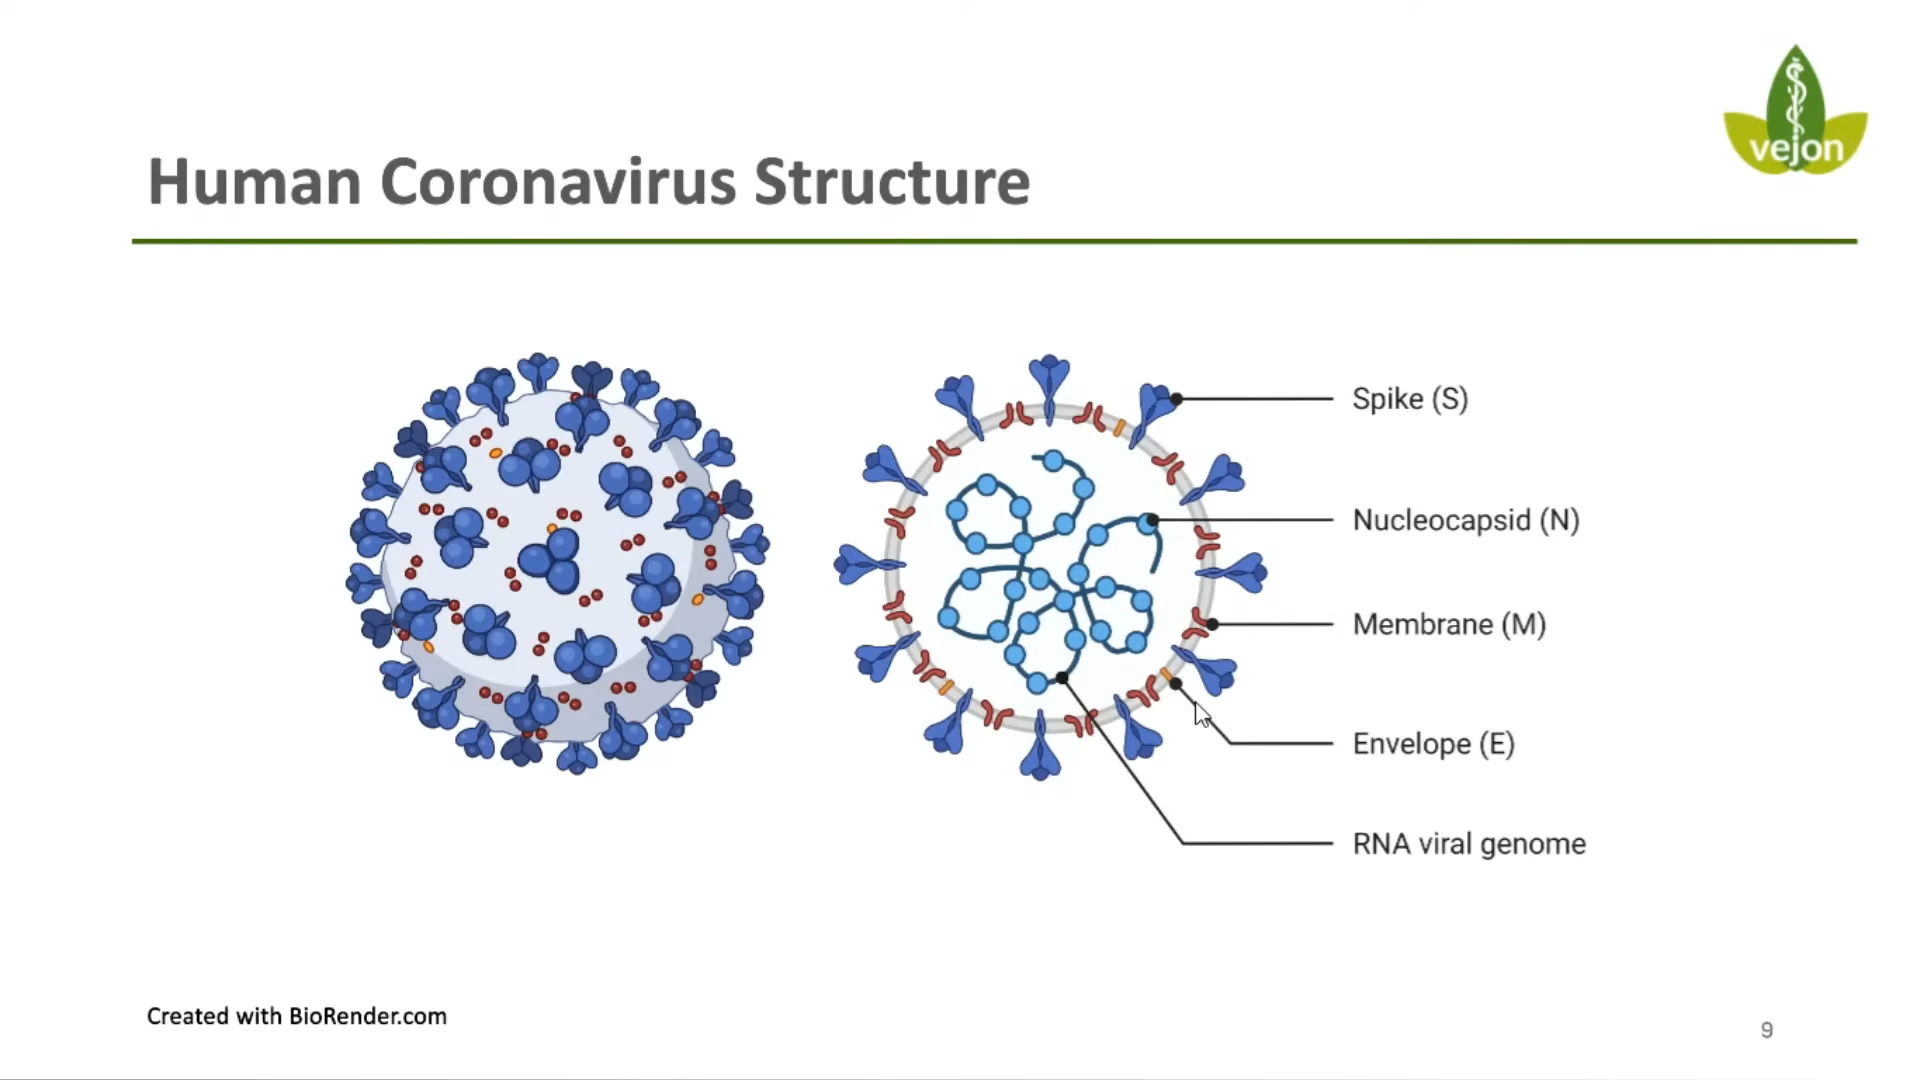 vejon
Human Coronavirus Structure
Spike (S)
Nucleocapsid (N)
Membrane (M)
Envelope (E)
RNA viral genome
Created with BioRender.com
9